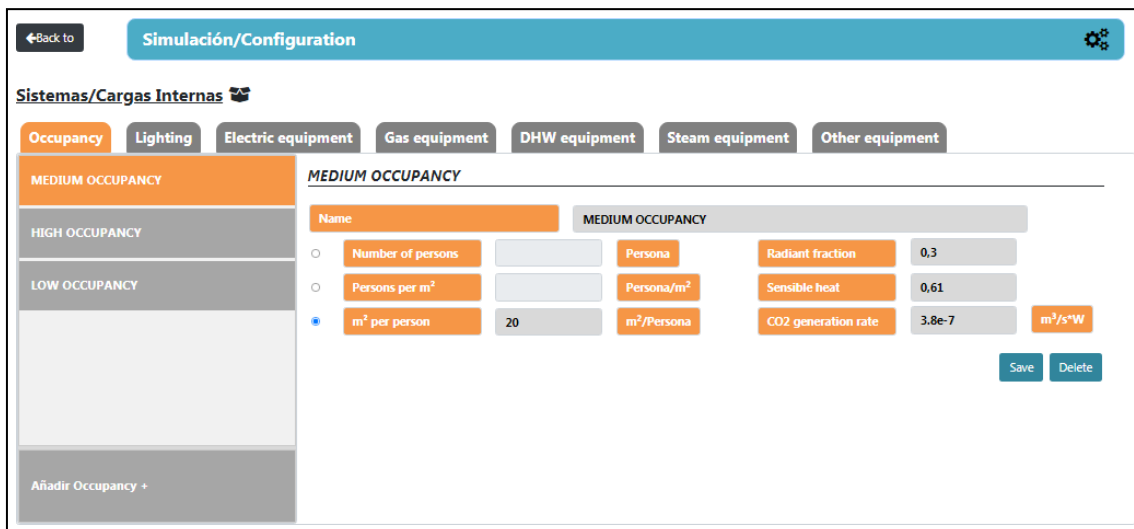 Back to
Simulación/Configuration
Sistemas/Cargas Internas
Occupancy Lighting Electric equipment Gas equipment DHW equipment Steam equipment Other equipment
MEDIUM OCCUPANCY
HIGH OCCUPANCY
LOW OCCUPANCY
Añadir Occupancy +
MEDIUM OCCUPANCY
Name MEDIUM OCCUPANCY
Number of persons Persona Radiant fraction 0,3
Persons per m² Persona/m² Sensible heat 0,61
m² per person 20 m²/Persona CO2 generation rate 3.8e-7 m³/s*W
Save Delete